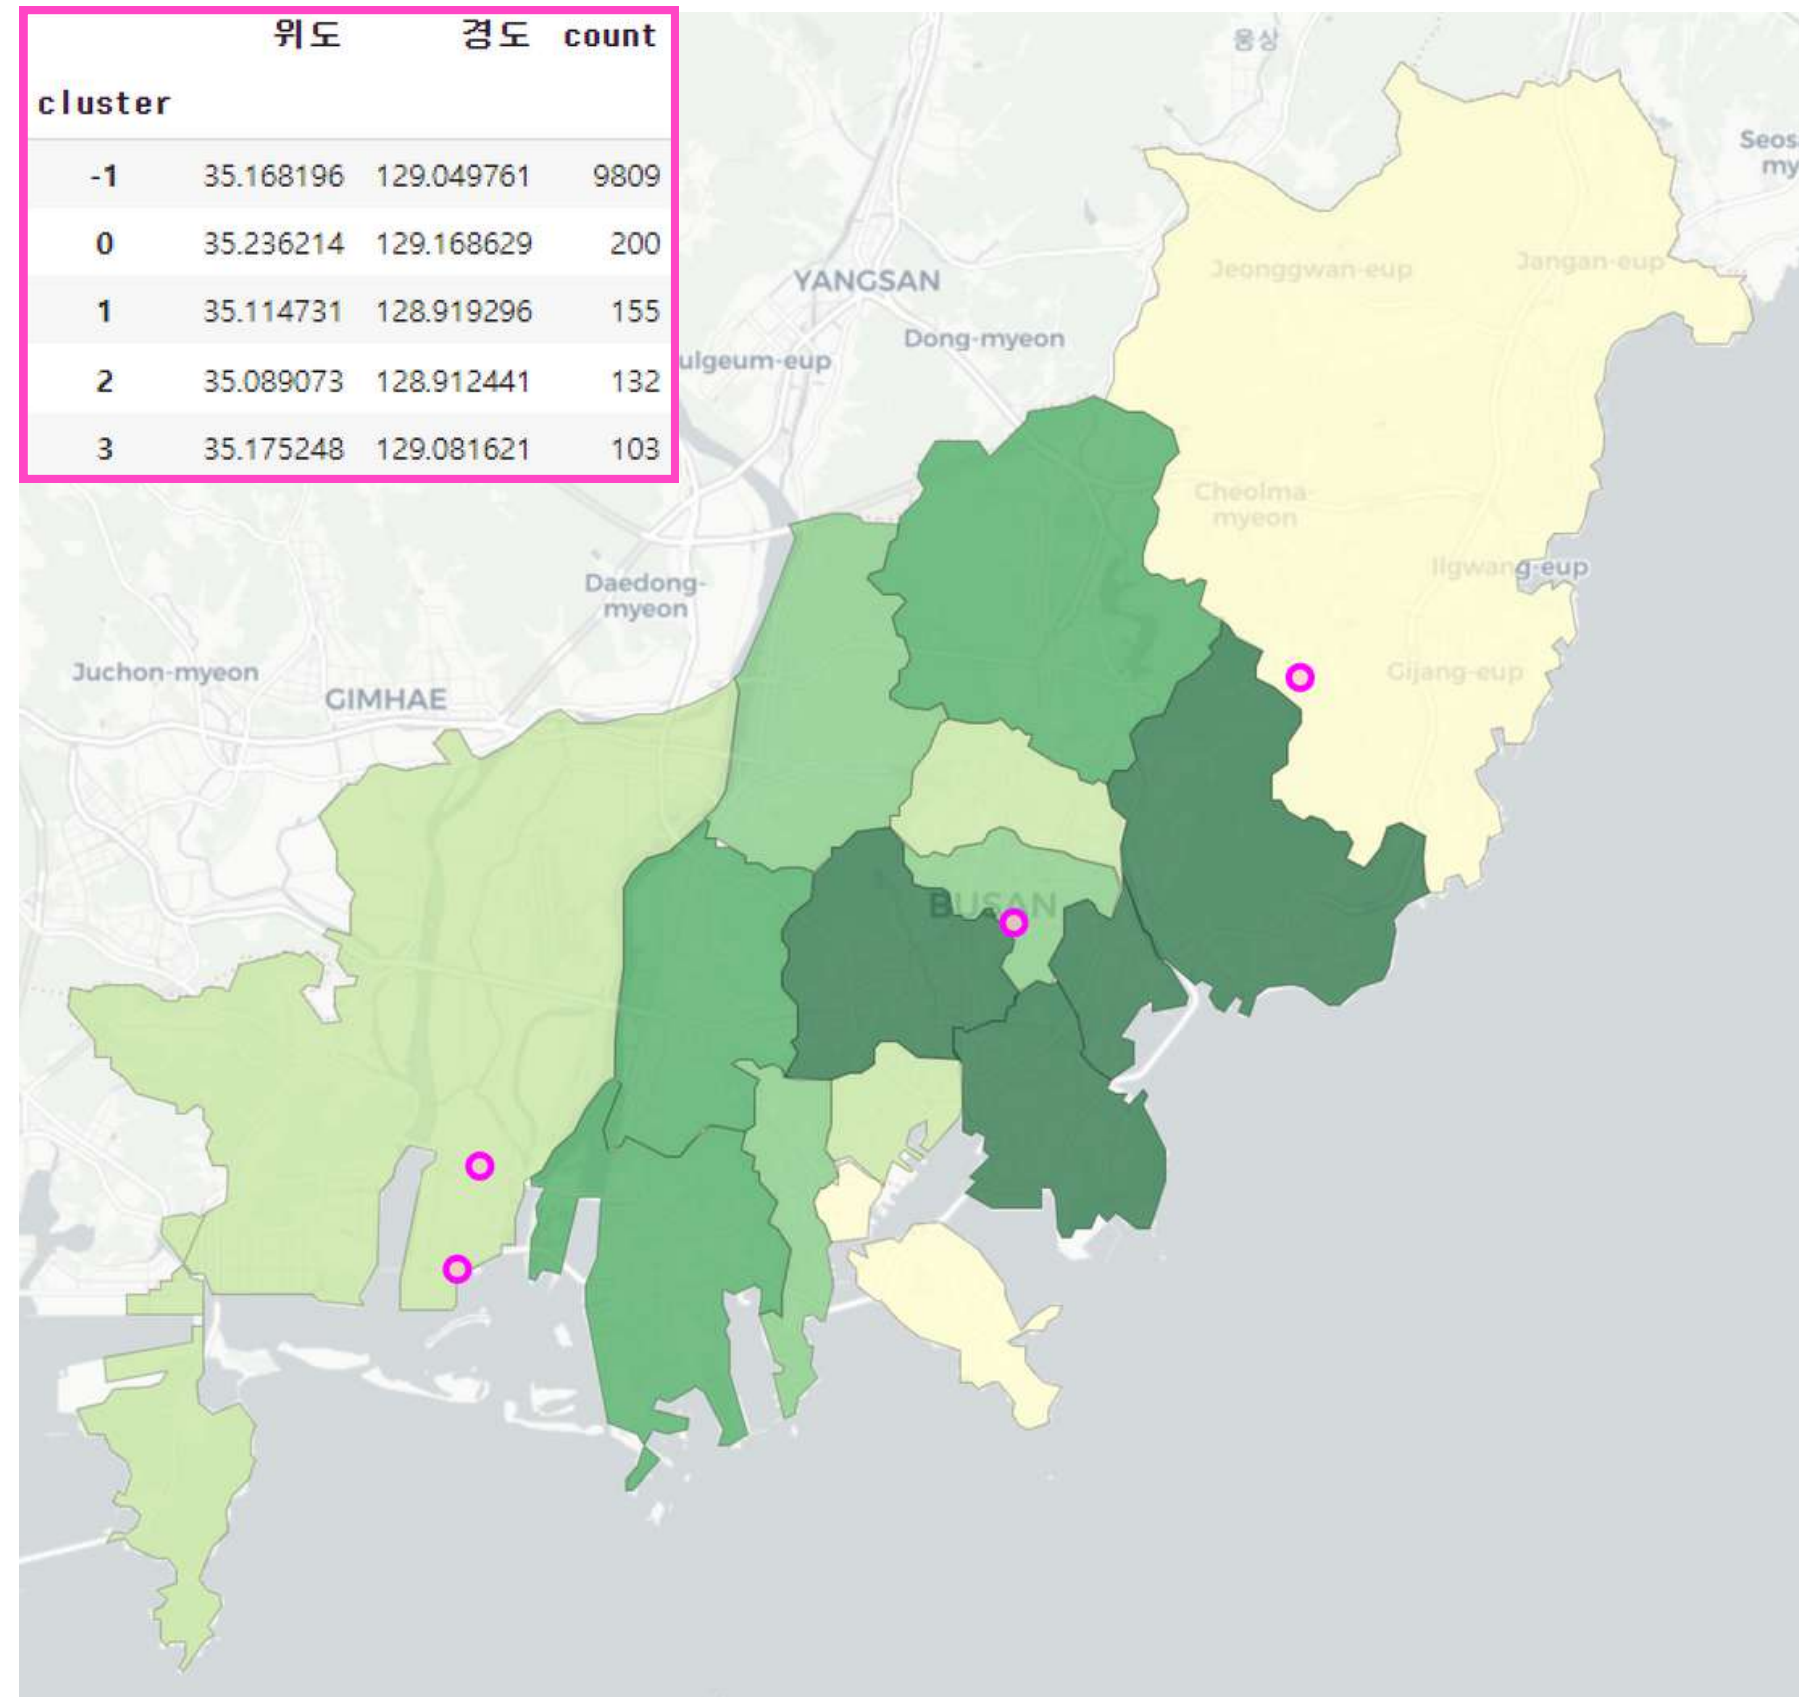 위도 경도 count
cluster
-1 35.168196 129.049761 9809
0 35.236214 129.168629 200
1 35.114731 128.919296 155
2 35.089073 128.912441 132
3 35.175248 129.081621 103
웅상
YANGSAN
Dong-myeon
ulgeum-eup
Jeonggwan-eup
Jangan-eup
Seos
my
Cheolma-
myeon
Ilgwang-eup
Daedong-
myeon
Juchon-myeon
GIMHAE
Gijang-eup
BUSAN